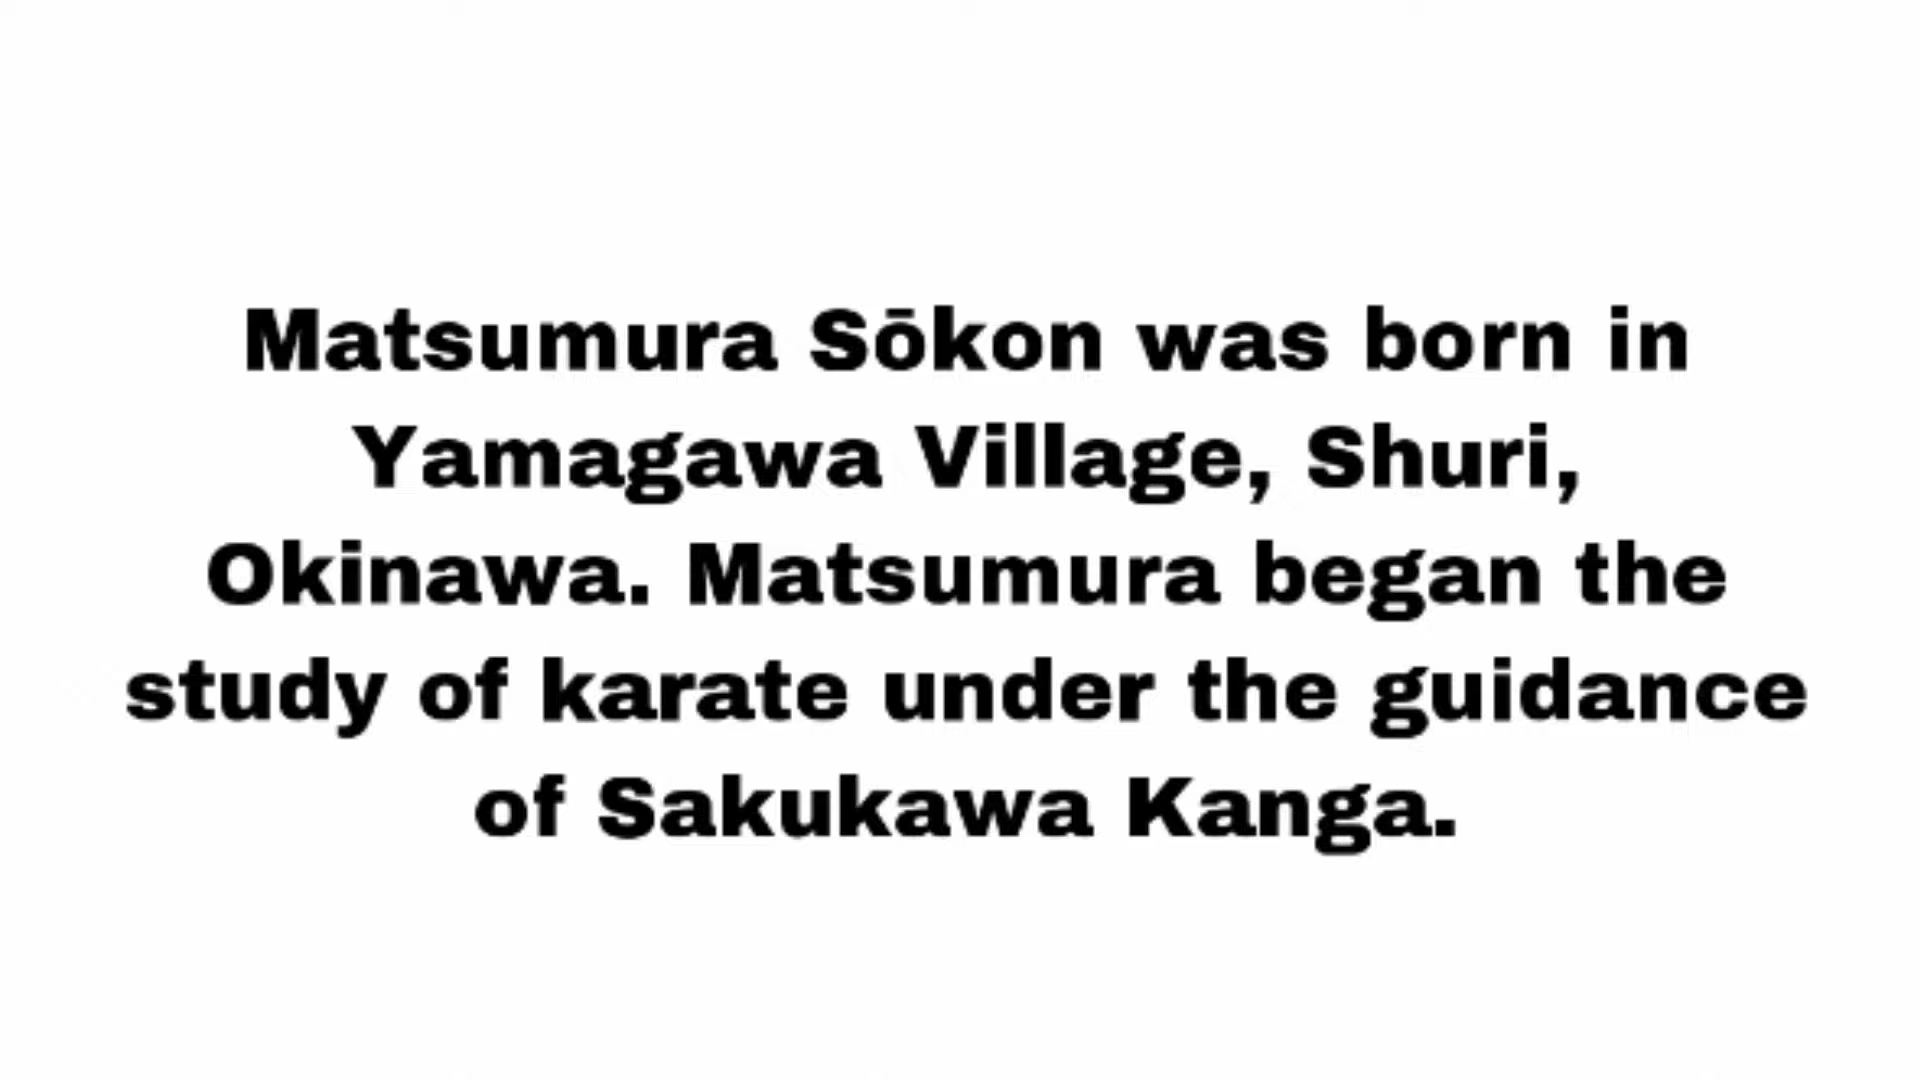 Matsumura Sōkon was born in
Yamagawa Village, Shuri,
Okinawa. Matsumura began the
study of karate under the guidance
of Sakukawa Kanga.